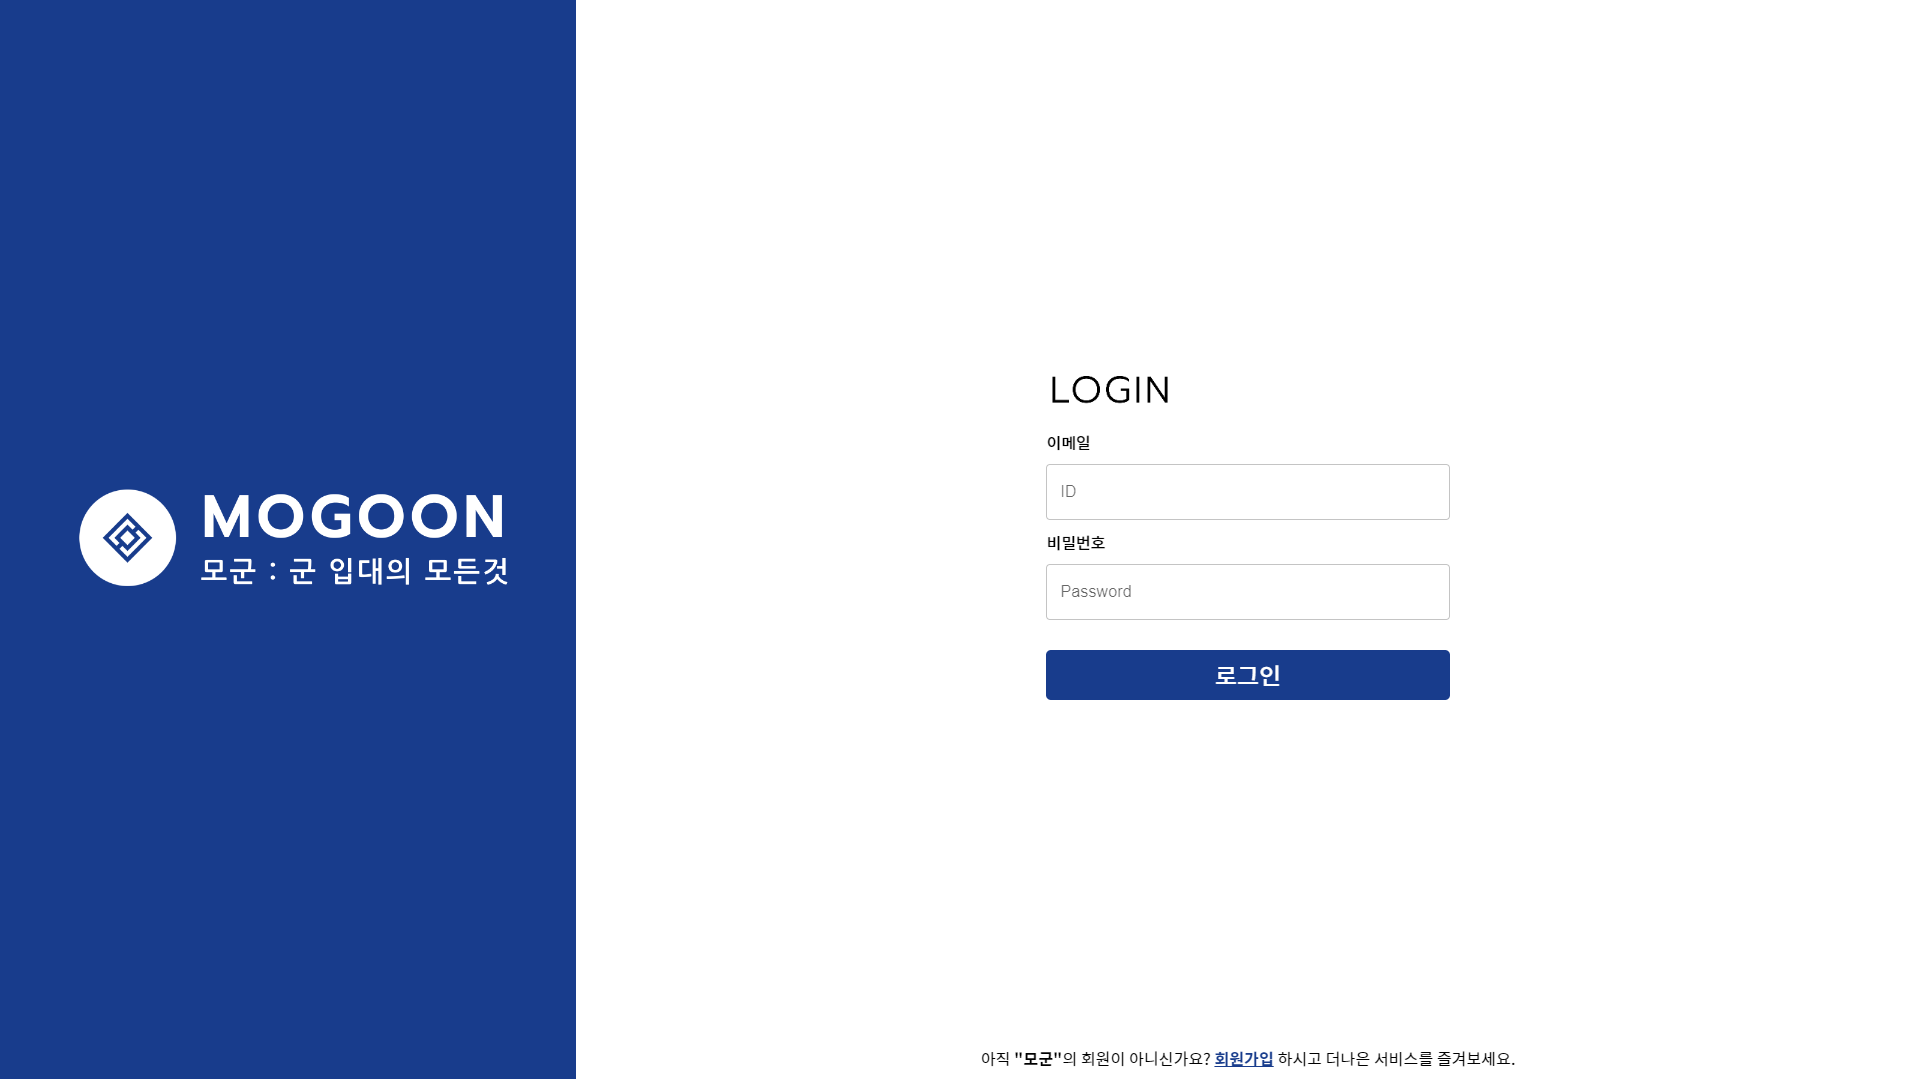 MOGOON
모군 : 군 입대의 모든것
LOGIN
이메일
ID
비밀번호
Password
로그인
아직 "모군"의 회원이 아니신가요? 회원가입 하시고 더나은 서비스를 즐겨보세요.